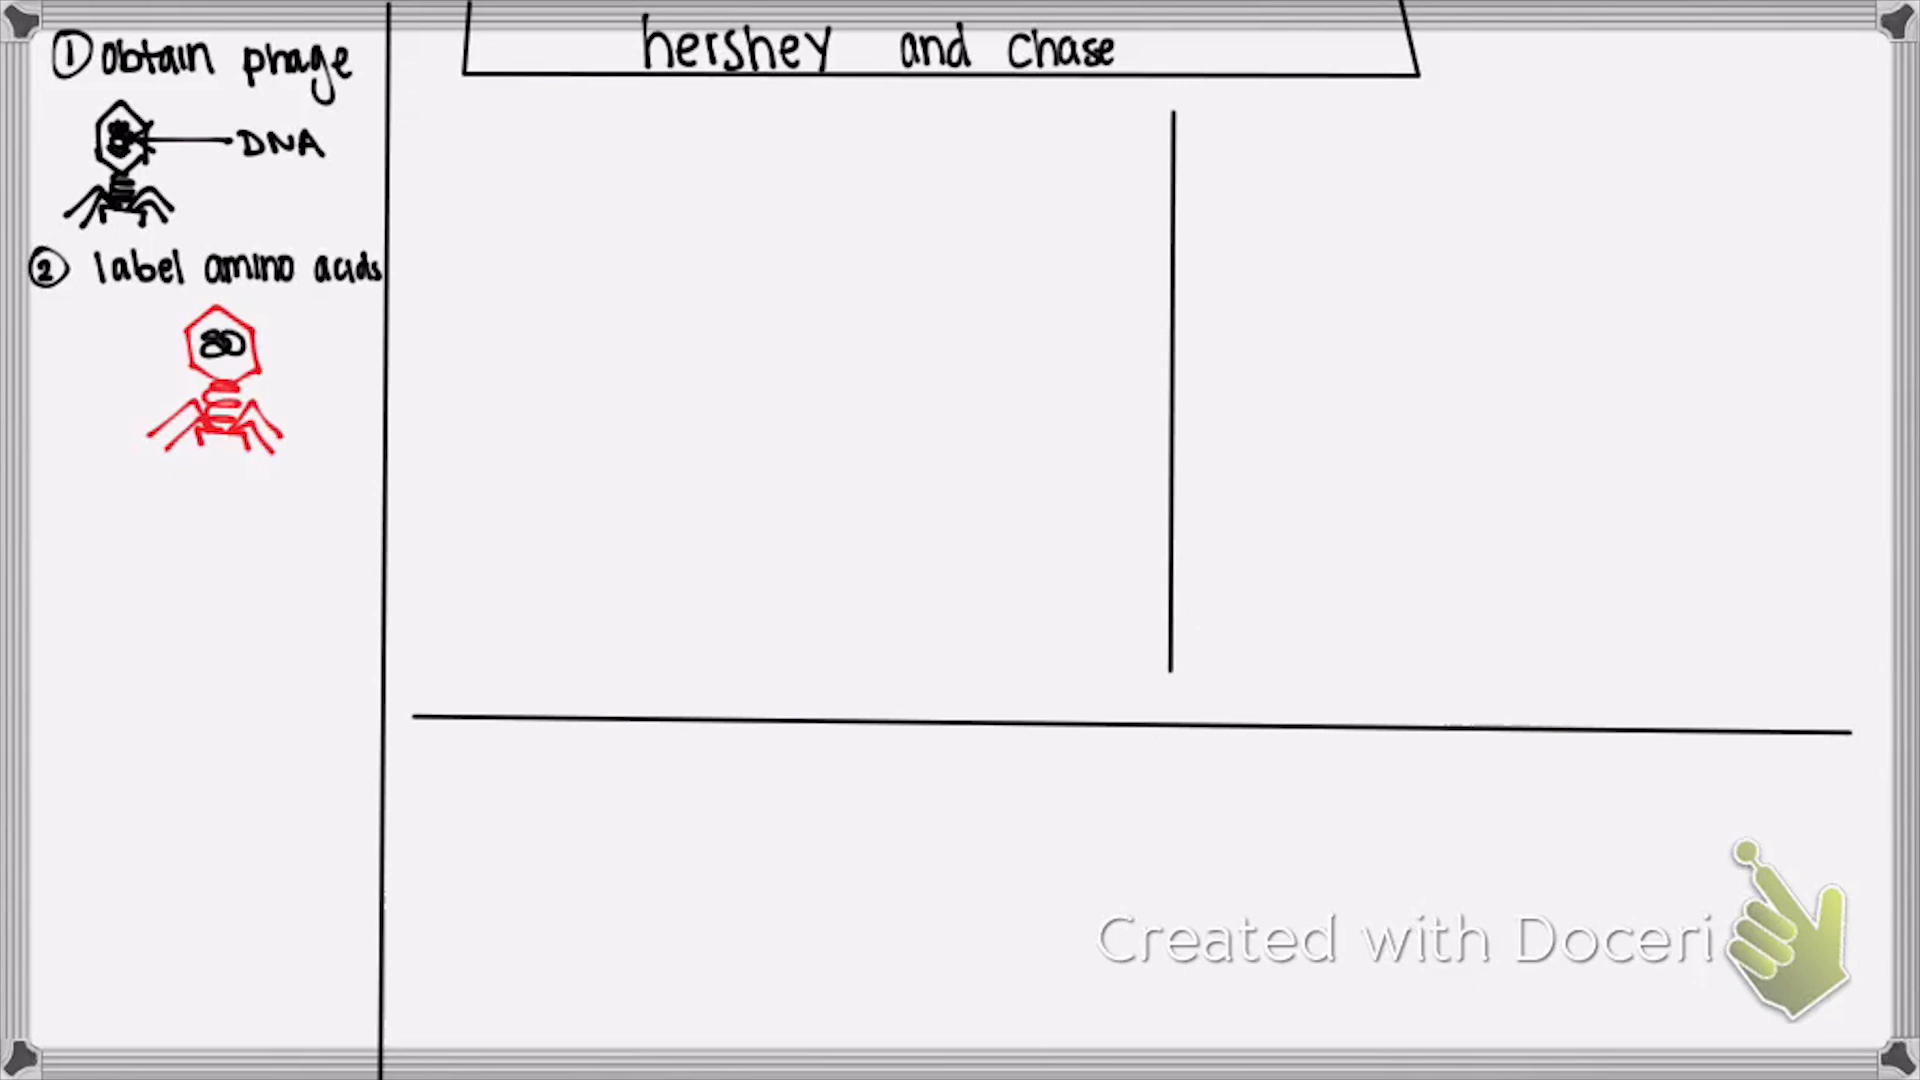 hershey and chase
① obtain phage
DNA
② label amino acids
Created with Doceri